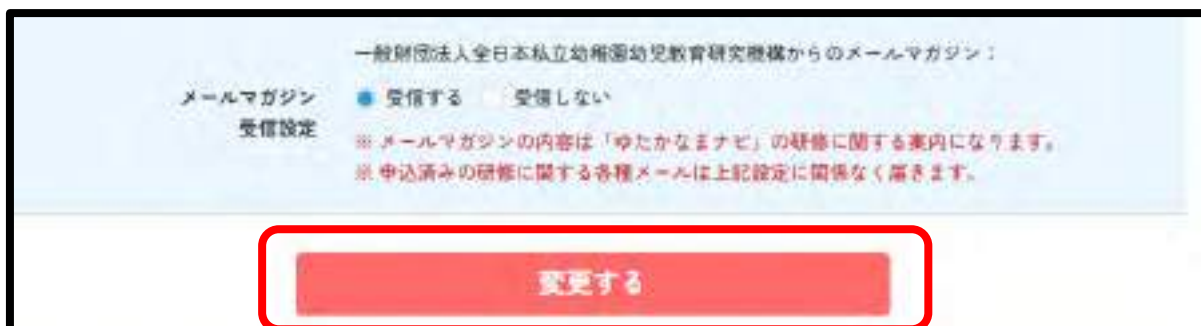 一般財団法人全日本私立幼稚園幼児教育研究機構からのメールマガジン：
メールマガジン
受信設定
受信する 受信しない
※ メールマガジンの内容は「ゆたかなまナビ」の研修に関する案内になります。
※ 申込済みの研修に関する各種メールは上記設定に関係なく届きます。
変更する